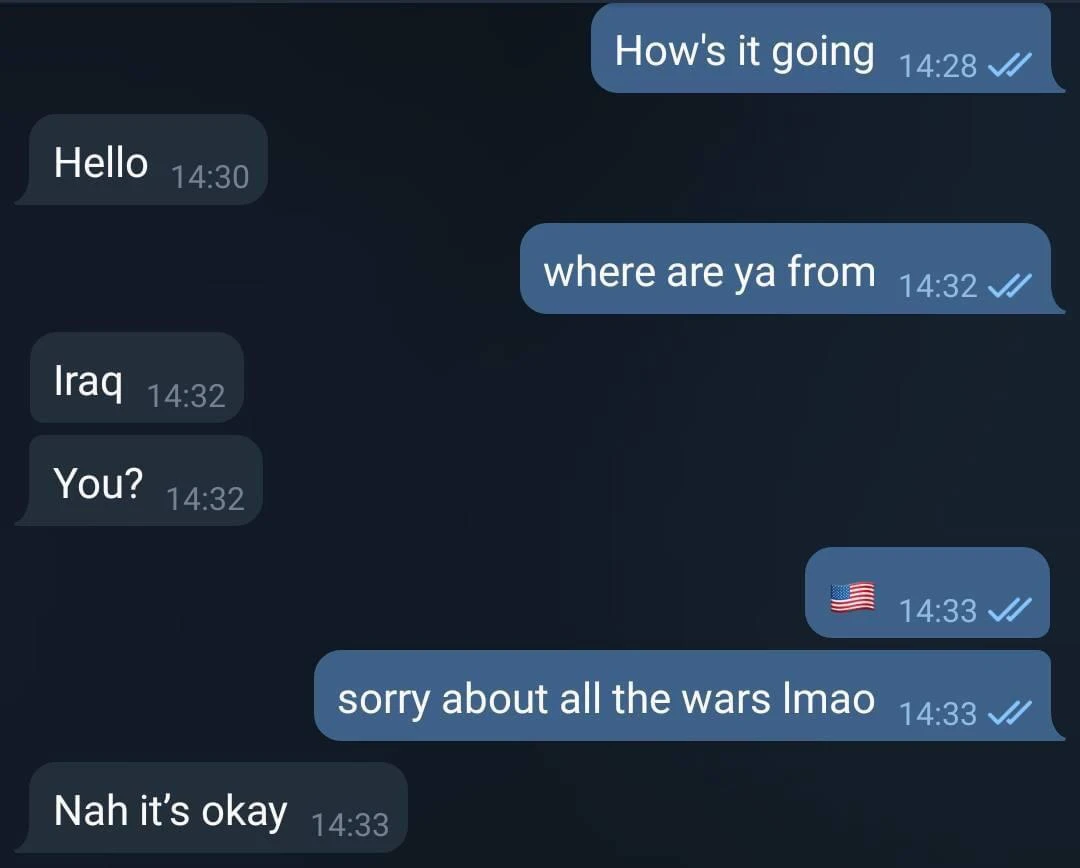 How's it going 14:28
Hello 14:30
where are ya from 14:32
Iraq 14:32
You? 14:32
🇺🇸 14:33
sorry about all the wars lmao 14:33
Nah it’s okay 14:33